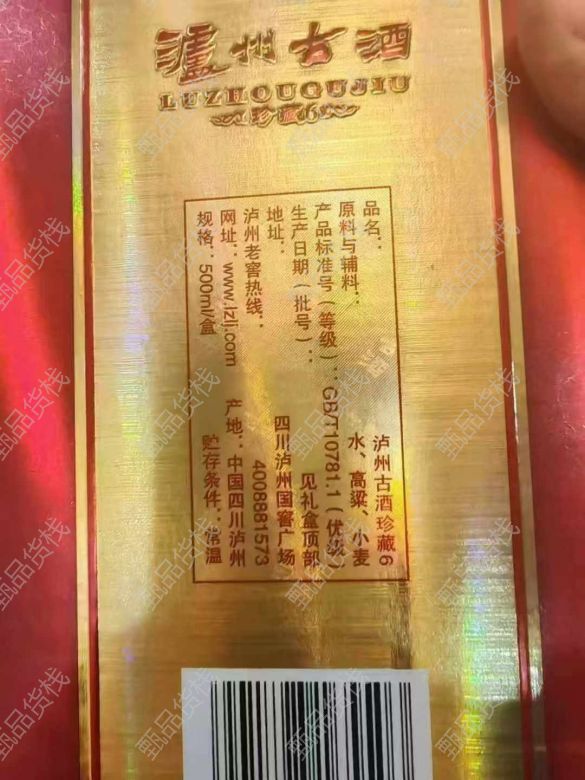 泸州古酒
LUZHOUGUJIU
珍藏6
品名：泸州古酒珍藏6
原料与辅料：水、高粱、小麦
产品标准号（等级）：GB/T10781.1（优级）
生产日期（批号）：见礼盒顶部
地址：四川泸州国窖广场
泸州老窖热线：4008881573
网址：www.lzlj.com 产地：中国四川泸州
规格：500ml/盒 贮存条件：常温
甄品货栈